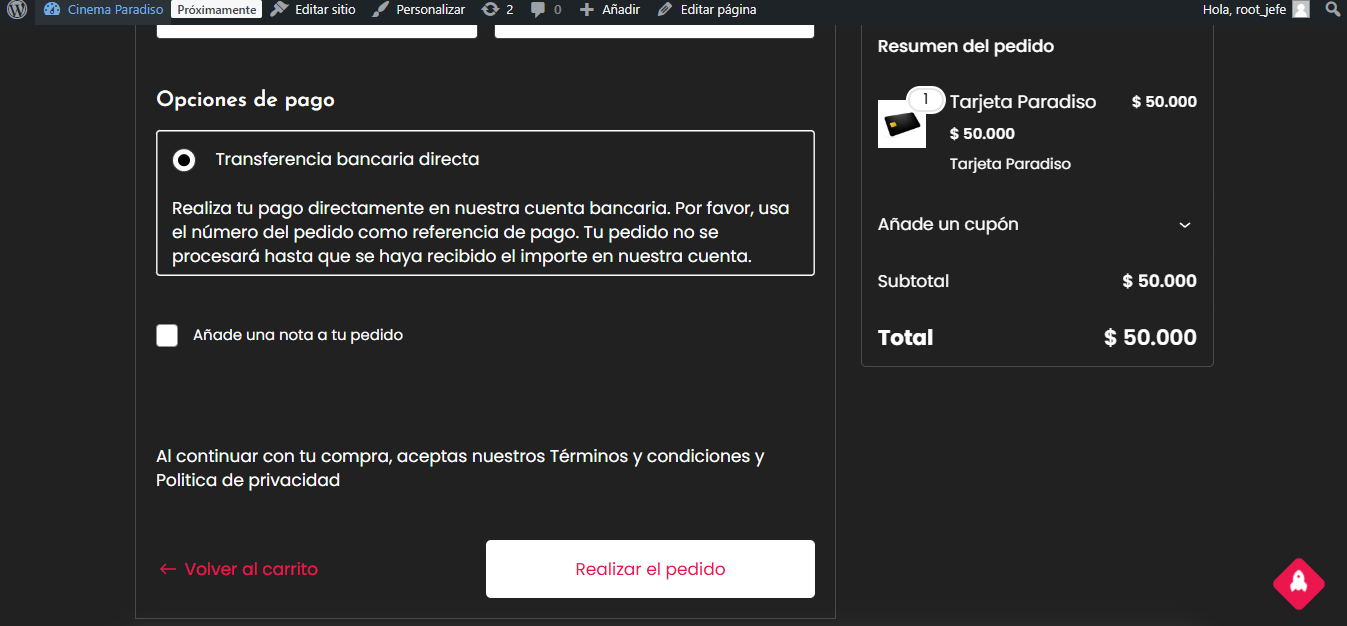 Cinema Paradiso Próximamente Editar sitio Personalizar 2 0 Añadir Editar página Hola, root_jefe
Opciones de pago
Transferencia bancaria directa
Realiza tu pago directamente en nuestra cuenta bancaria. Por favor, usa
el número del pedido como referencia de pago. Tu pedido no se
procesará hasta que se haya recibido el importe en nuestra cuenta.
Añade una nota a tu pedido
Al continuar con tu compra, aceptas nuestros Términos y condiciones y
Politica de privacidad
← Volver al carrito
Realizar el pedido
Resumen del pedido
1
Tarjeta Paradiso $ 50.000
$ 50.000
Tarjeta Paradiso
Añade un cupón
Subtotal $ 50.000
Total $ 50.000